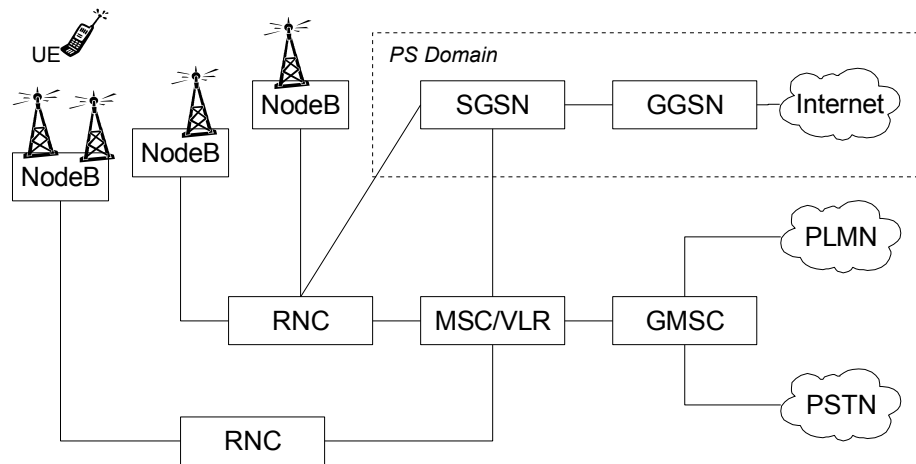 UE
PS Domain
NodeB
SGSN
GGSN
Internet
NodeB
NodeB
PLMN
RNC
MSC/VLR
GMSC
PSTN
RNC